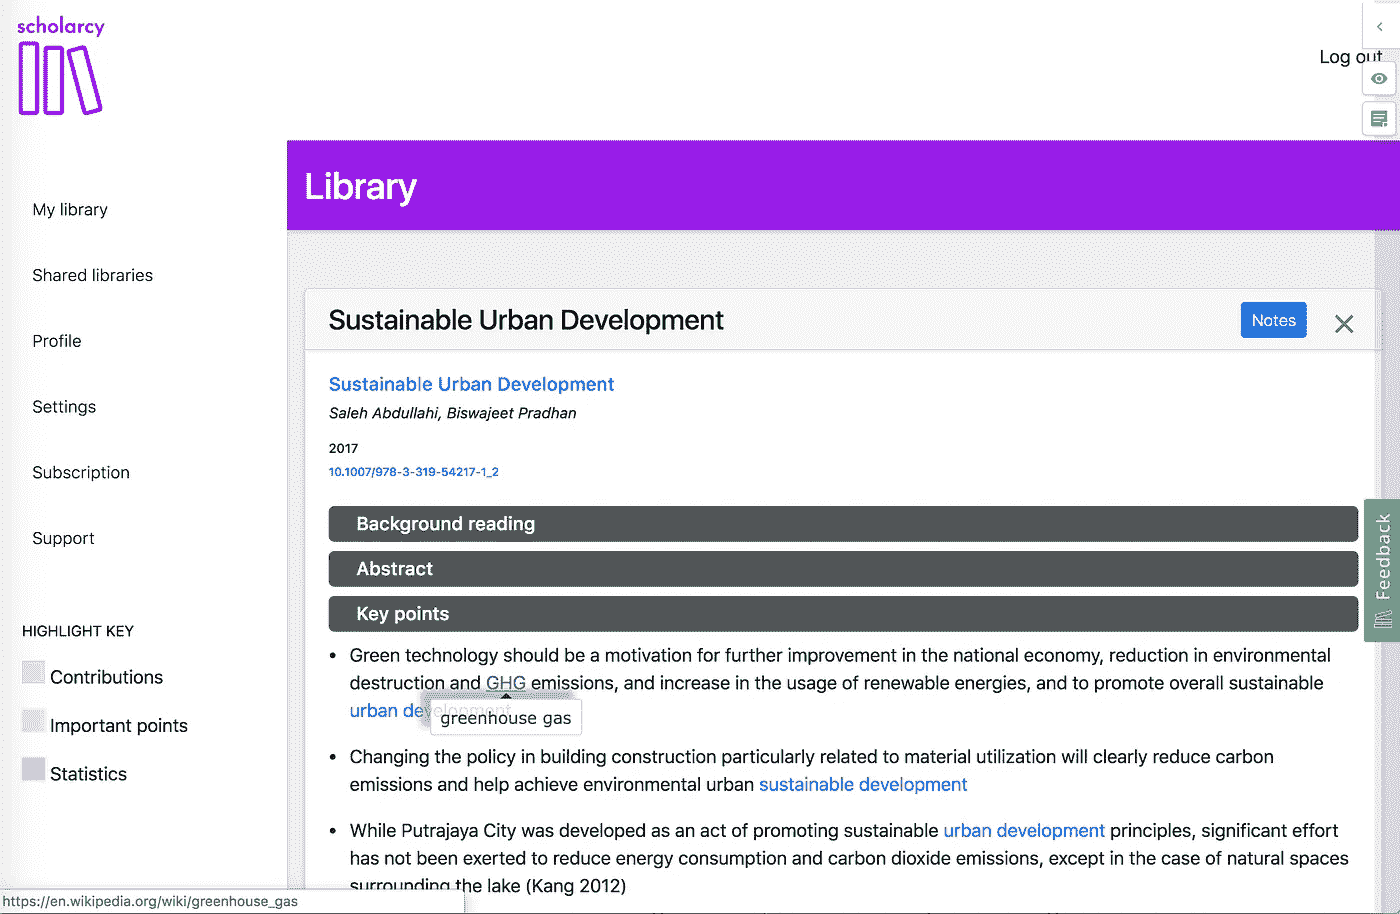 scholarcy
Log out
Library
My library
Shared libraries
Profile
Settings
Subscription
Support
HIGHLIGHT KEY
Contributions
Important points
Statistics
Sustainable Urban Development
Notes
Sustainable Urban Development
Saleh Abdullahi, Biswajeet Pradhan
2017
10.1007/978-3-319-54217-1_2
Background reading
Abstract
Key points
• Green technology should be a motivation for further improvement in the national economy, reduction in environmental
destruction and GHG emissions, and increase in the usage of renewable energies, and to promote overall sustainable
urban development
greenhouse gas
• Changing the policy in building construction particularly related to material utilization will clearly reduce carbon
emissions and help achieve environmental urban sustainable development
• While Putrajaya City was developed as an act of promoting sustainable urban development principles, significant effort
has not been exerted to reduce energy consumption and carbon dioxide emissions, except in the case of natural spaces
surrounding the lake (Kang 2012)
Feedback
https://en.wikipedia.org/wiki/greenhouse_gas